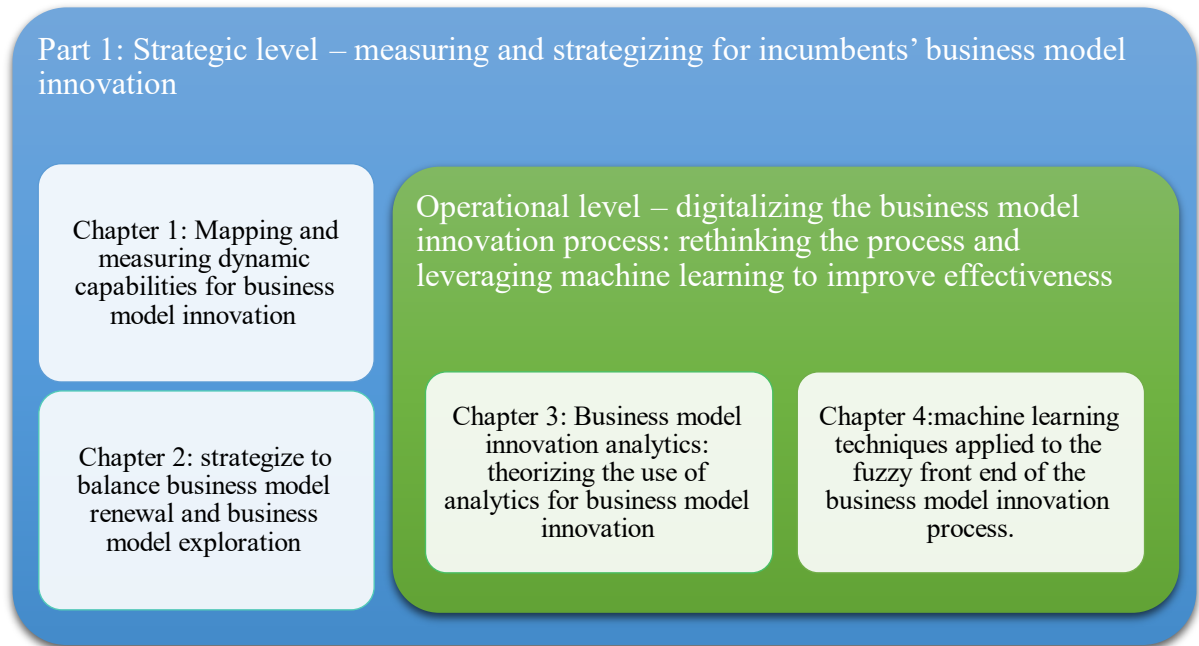 Part 1: Strategic level – measuring and strategizing for incumbents’ business model
innovation
Chapter 1: Mapping and
measuring dynamic
capabilities for business
model innovation
Chapter 2: strategize to
balance business model
renewal and business
model exploration
Operational level – digitalizing the business model
innovation process: rethinking the process and
leveraging machine learning to improve effectiveness
Chapter 3: Business model
innovation analytics:
theorizing the use of
analytics for business model
innovation
Chapter 4:machine learning
techniques applied to the
fuzzy front end of the
business model innovation
process.